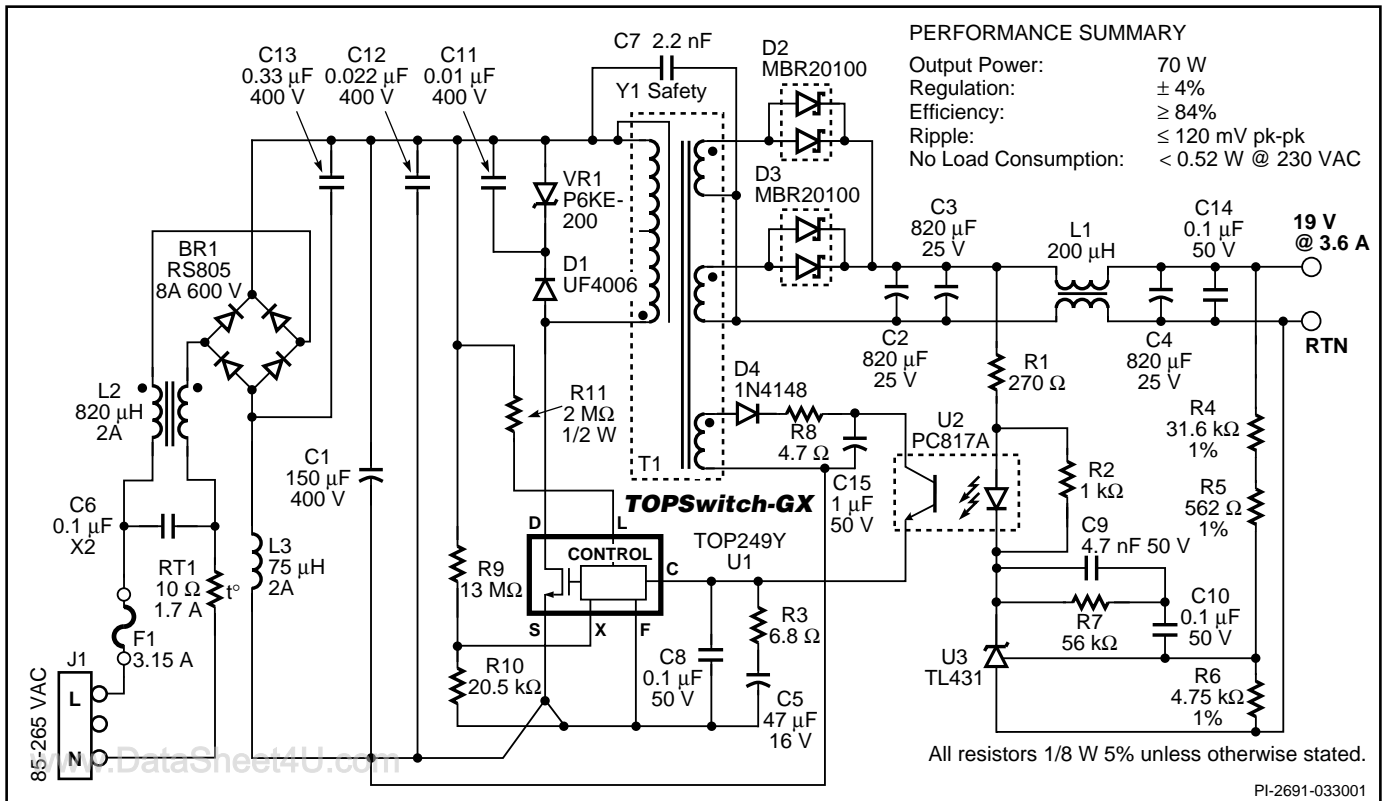 PERFORMANCE SUMMARY
Output Power: 70 W
Regulation: ± 4%
Efficiency: ≥ 84%
Ripple: ≤ 120 mV pk-pk
No Load Consumption: < 0.52 W @ 230 VAC
C13
0.33 µF
400 V
C12
0.022 µF
400 V
C11
0.01 µF
400 V
C7 2.2 nF
Y1 Safety
D2
MBR20100
D3
MBR20100
VR1
P6KE-
200
D1
UF4006
BR1
RS805
8A 600 V
C3
820 µF
25 V
L1
200 µH
C14
0.1 µF
50 V
19 V
@ 3.6 A
RTN
C2
820 µF
25 V
C4
820 µF
25 V
R1
270 Ω
L2
820 µH
2A
R11
2 MΩ
1/2 W
D4
1N4148
R8
4.7 Ω
T1
C15
1 µF
50 V
U2
PC817A
R2
1 kΩ
R4
31.6 kΩ
1%
R5
562 Ω
1%
C1
150 µF
400 V
TOPSwitch-GX
TOP249Y
U1
D
L
CONTROL
C
S
X
F
C6
0.1 µF
X2
RT1
10 Ω
1.7 A
t°
L3
75 µH
2A
R9
13 MΩ
R10
20.5 kΩ
R3
6.8 Ω
C8
0.1 µF
50 V
C5
47 µF
16 V
C9
4.7 nF 50 V
R7
56 kΩ
C10
0.1 µF
50 V
U3
TL431
R6
4.75 kΩ
1%
F1
3.15 A
J1
L
N
85-265 VAC
www.DataSheet4U.com
All resistors 1/8 W 5% unless otherwise stated.
PI-2691-033001